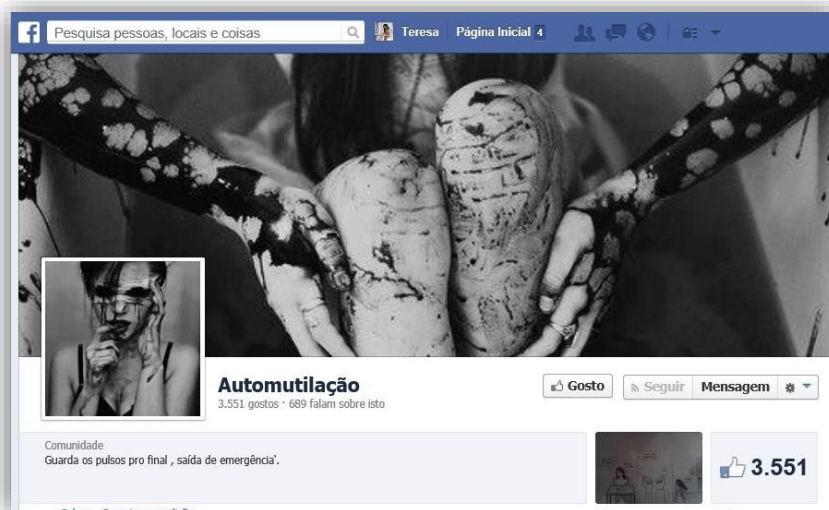 f Pesquisa pessoas, locais e coisas Teresa Página Inicial 4
Automutilação
3.551 gostos · 689 falam sobre isto
Gosto Seguir Mensagem
Comunidade
Guarda os pulsos pro final , saída de emergência'.
3.551